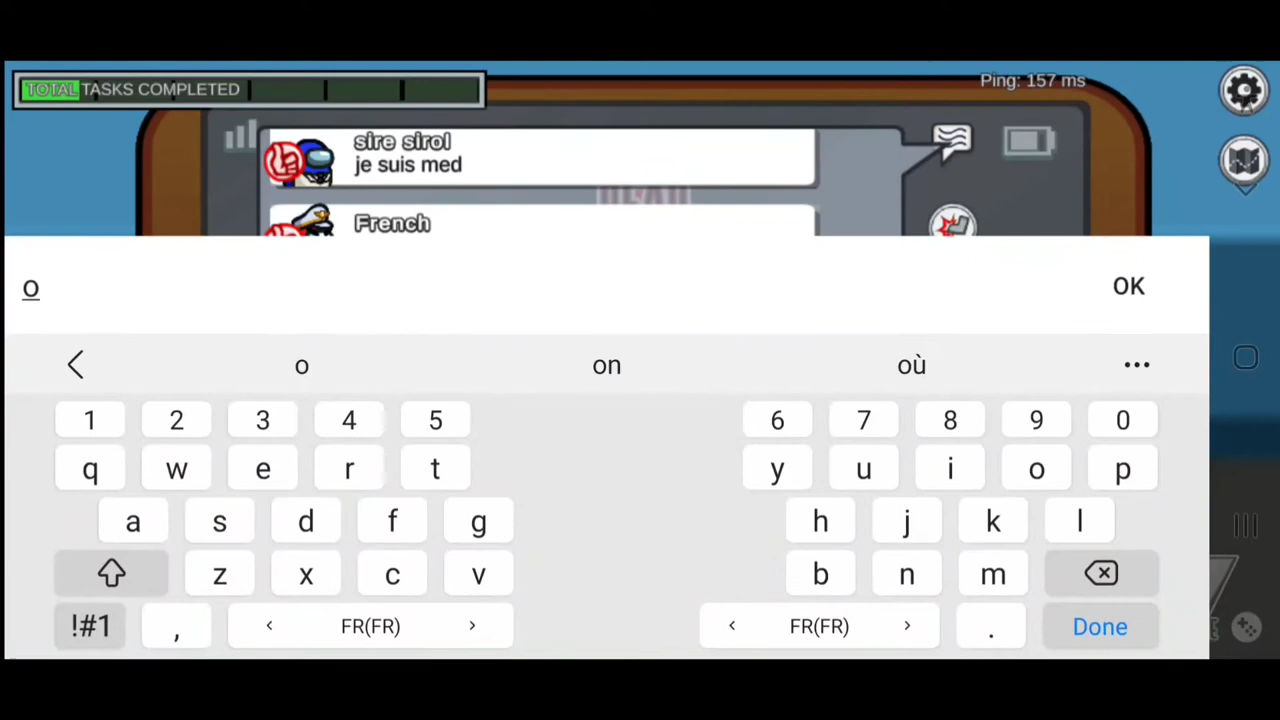 TOTAL TASKS COMPLETED
Ping: 157 ms
sire sirol
je suis med
French
o
OK
o on où
1 2 3 4 5 6 7 8 9 0
q w e r t y u i o p
a s d f g h j k l
z x c v b n m
!#1 , < FR(FR) > < FR(FR) > . Done